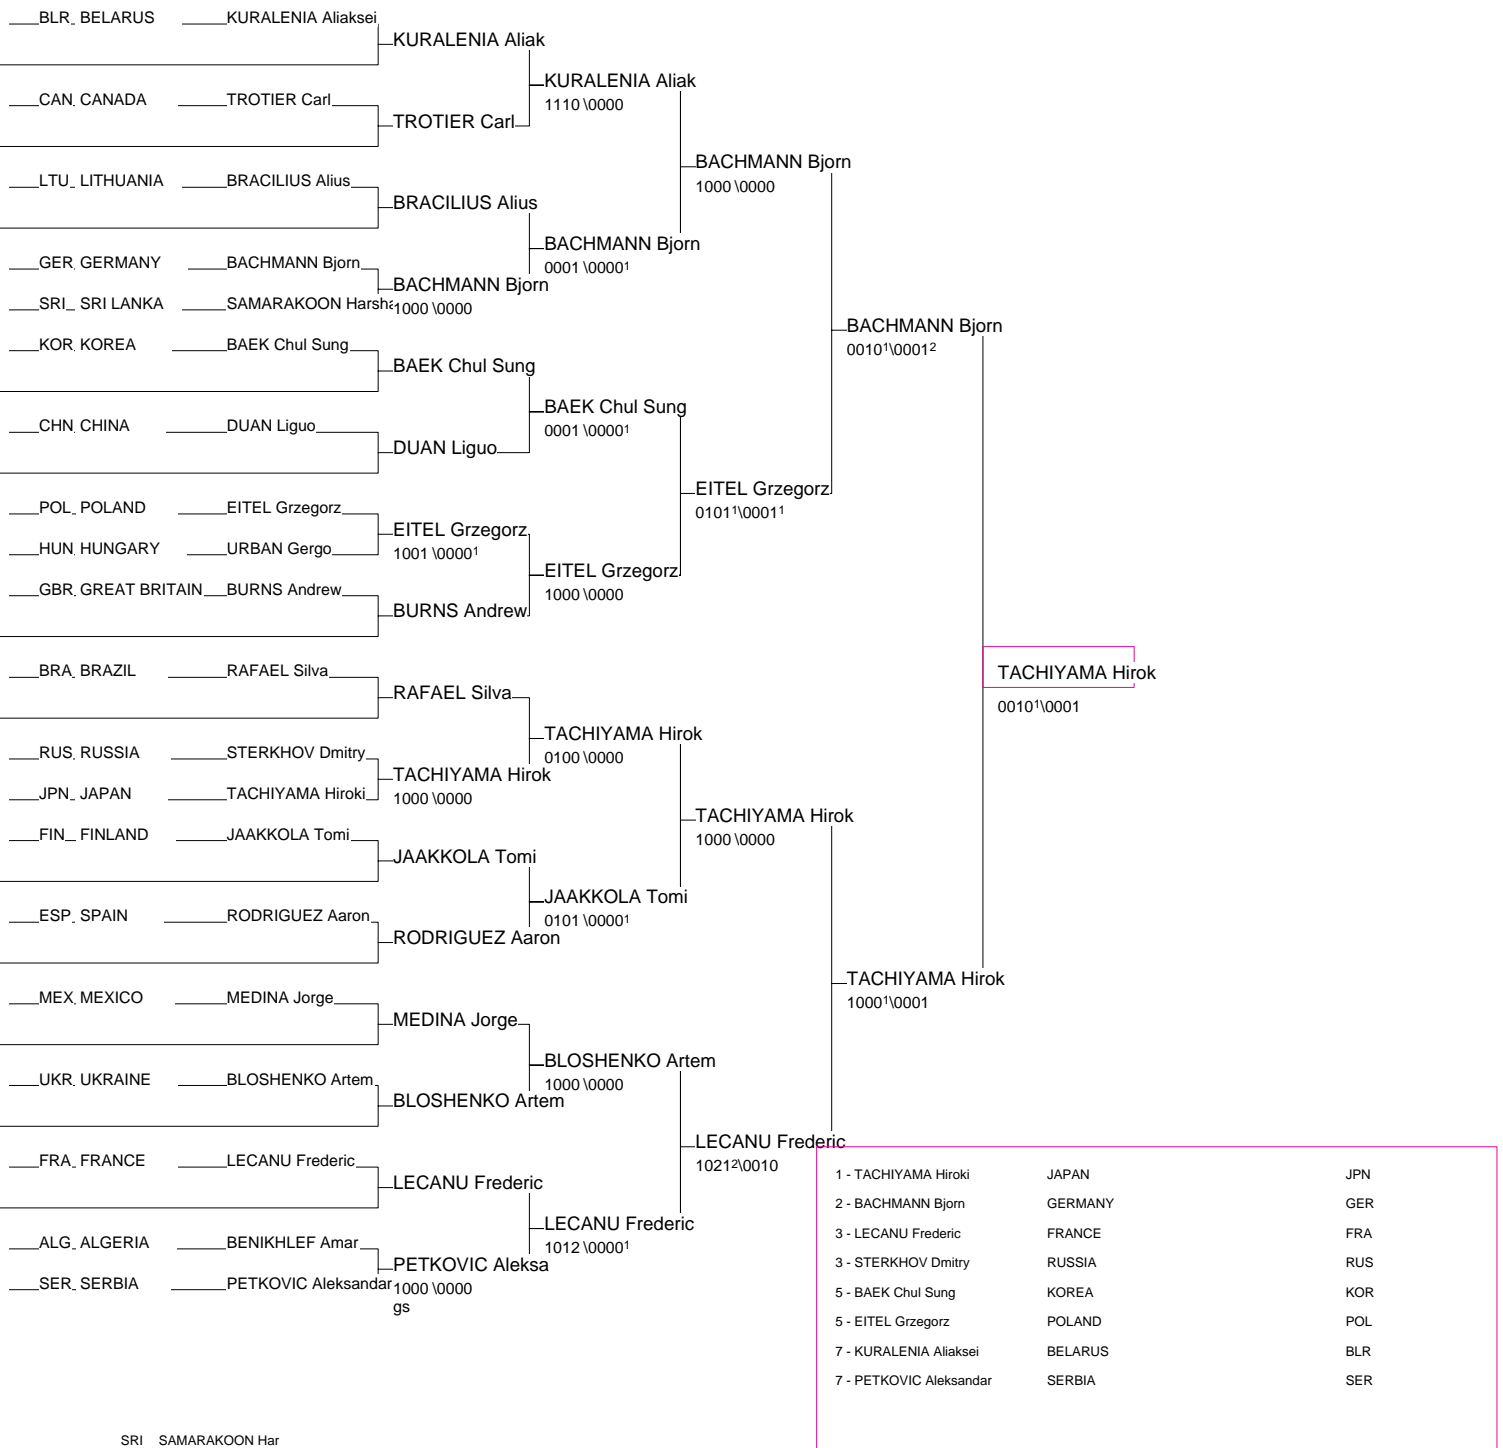 BLR BELARUS KURALENIA Aliaksei
KURALENIA Aliak
KURALENIA Aliak
1110 \0000
CAN CANADA TROTIER Carl
TROTIER Carl
BACHMANN Bjorn
1000 \0000
LTU LITHUANIA BRACILIUS Alius
BRACILIUS Alius
BACHMANN Bjorn
0001 \0000¹
GER GERMANY BACHMANN Bjorn
BACHMANN Bjorn
1000 \0000
SRI SRI LANKA SAMARAKOON Harsha
BACHMANN Bjorn
0010¹\0001²
KOR KOREA BAEK Chul Sung
BAEK Chul Sung
BAEK Chul Sung
0001 \0000¹
CHN CHINA DUAN Liguo
DUAN Liguo
EITEL Grzegorz
0101¹\0001¹
POL POLAND EITEL Grzegorz
EITEL Grzegorz
1001 \0000¹
HUN HUNGARY URBAN Gergo
EITEL Grzegorz
1000 \0000
GBR GREAT BRITAIN BURNS Andrew
BURNS Andrew
TACHIYAMA Hirok
0010¹\0001
BRA BRAZIL RAFAEL Silva
RAFAEL Silva
TACHIYAMA Hirok
0100 \0000
RUS RUSSIA STERKHOV Dmitry
TACHIYAMA Hirok
1000 \0000
JPN JAPAN TACHIYAMA Hiroki
TACHIYAMA Hirok
1000 \0000
FIN FINLAND JAAKKOLA Tomi
JAAKKOLA Tomi
JAAKKOLA Tomi
0101 \0000¹
ESP SPAIN RODRIGUEZ Aaron
RODRIGUEZ Aaron
TACHIYAMA Hirok
1000¹\0001
MEX MEXICO MEDINA Jorge
MEDINA Jorge
BLOSHENKO Artem
1000 \0000
UKR UKRAINE BLOSHENKO Artem
BLOSHENKO Artem
LECANU Frederic
1021²\0010
FRA FRANCE LECANU Frederic
LECANU Frederic
LECANU Frederic
1012 \0000¹
ALG ALGERIA BENIKHLEF Amar
PETKOVIC Aleksa
1000 \0000
gs
SER SERBIA PETKOVIC Aleksandar
1 - TACHIYAMA Hiroki JAPAN JPN
2 - BACHMANN Bjorn GERMANY GER
3 - LECANU Frederic FRANCE FRA
3 - STERKHOV Dmitry RUSSIA RUS
5 - BAEK Chul Sung KOREA KOR
5 - EITEL Grzegorz POLAND POL
7 - KURALENIA Aliaksei BELARUS BLR
7 - PETKOVIC Aleksandar SERBIA SER
SRI SAMARAKOON Har